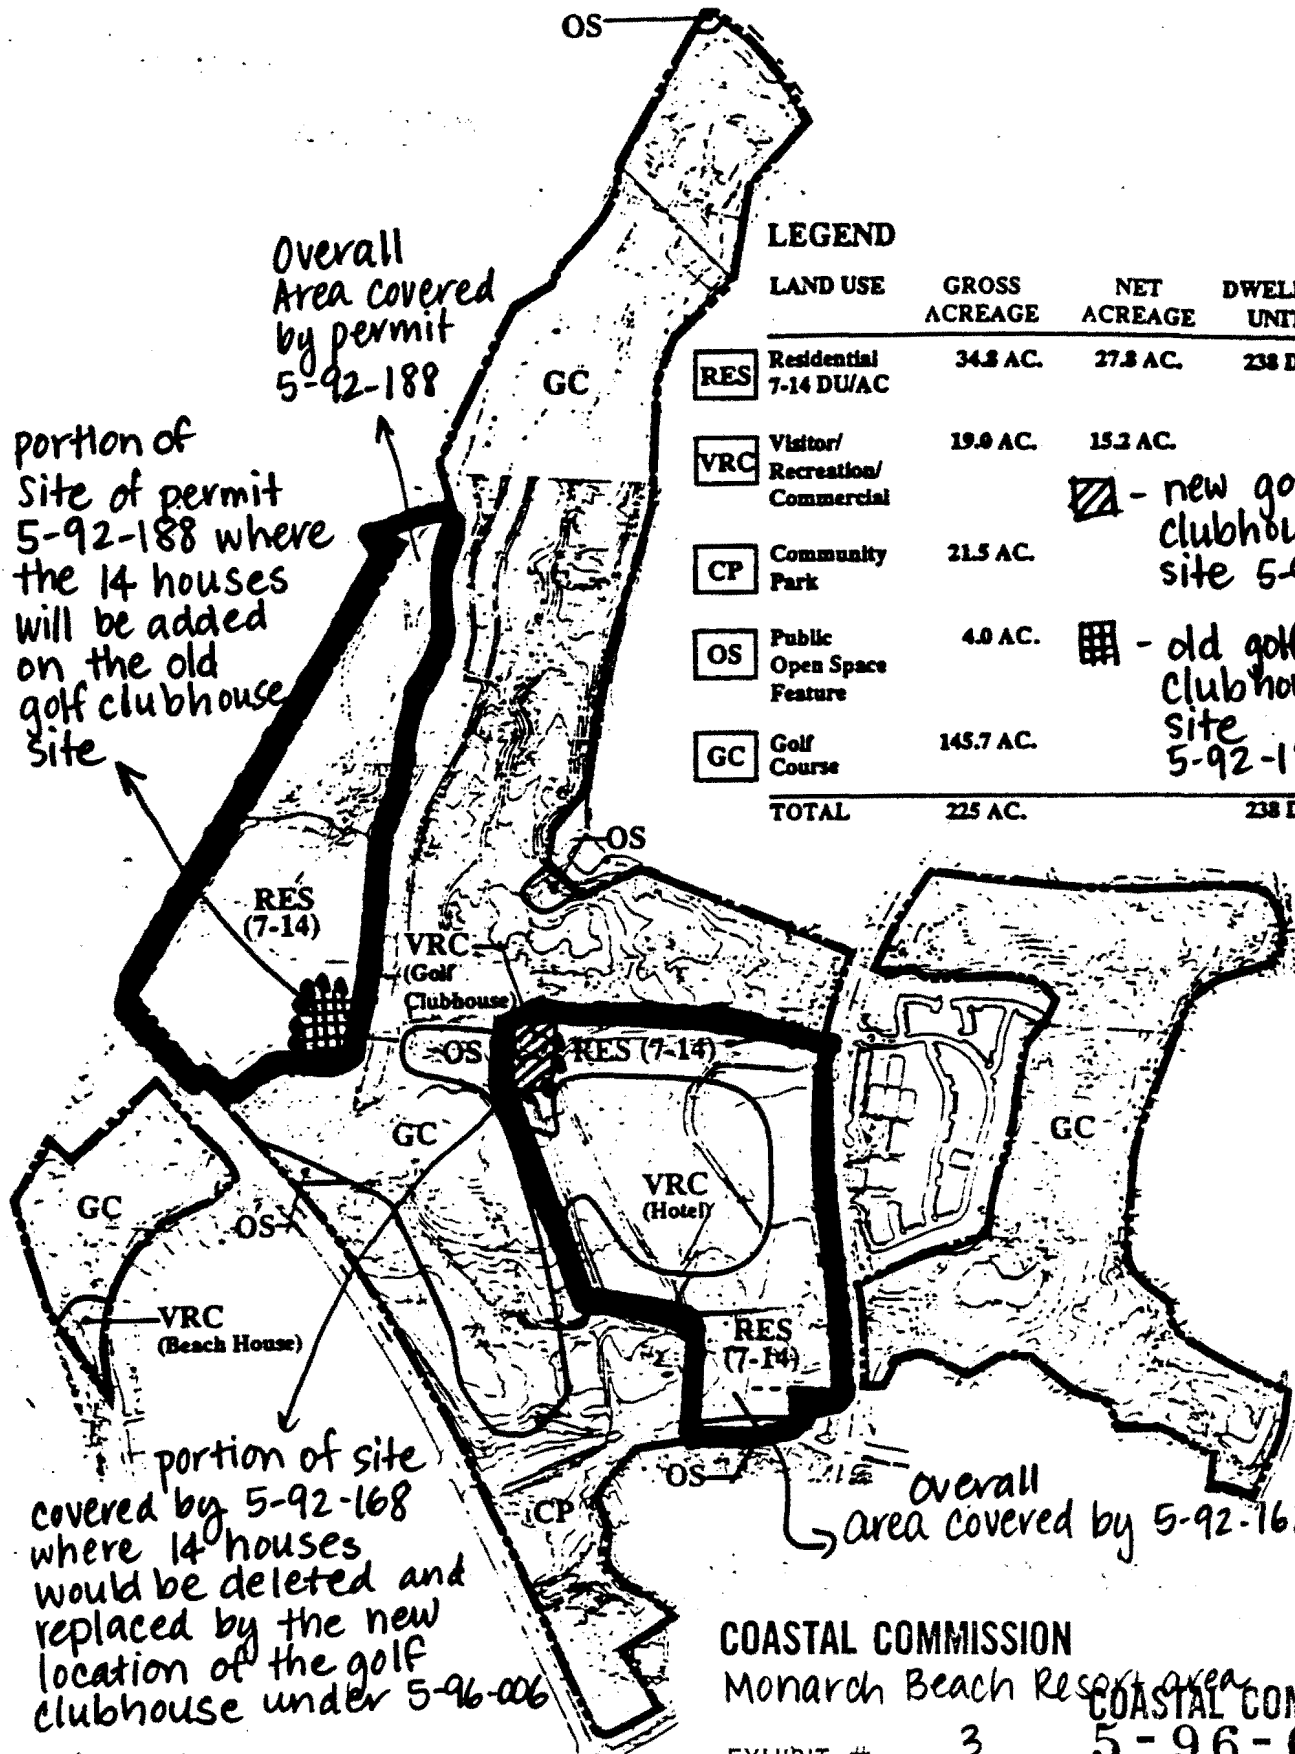 OS
Overall
Area covered
by permit
5-92-188
portion of
Site of permit
5-92-188 where
the 14 houses
will be added
on the old
golf clubhouse
site
LEGEND
LAND USE GROSS ACREAGE NET ACREAGE
RES Residential 7-14 DU/AC 34.8 AC. 27.8 AC. 238
VRC Visitor/ Recreation/ Commercial 19.0 AC. 15.2 AC.
- new
site
CP Community Park 21.5 AC.
OS Public Open Space Feature 4.0 AC.
- old
site
GC Golf Course 145.7 AC.
TOTAL 225 AC. 238
GC
OS
RES
(7-14)
VRC
(Golf
Clubhouse)
OS
RES (7-14)
GC
GC
VRC
(Hotel)
GC
OS
VRC
(Beach House)
RES
(7-14)
OS
CP
portion of site
covered by 5-92-168
where 14 houses
would be deleted and
replaced by the new
location of the golf
clubhouse under 5-96-006
overall
area covered by
COASTAL COMMISSION
Monarch Beach Resort area
COASTAL
EXHIBIT # 3